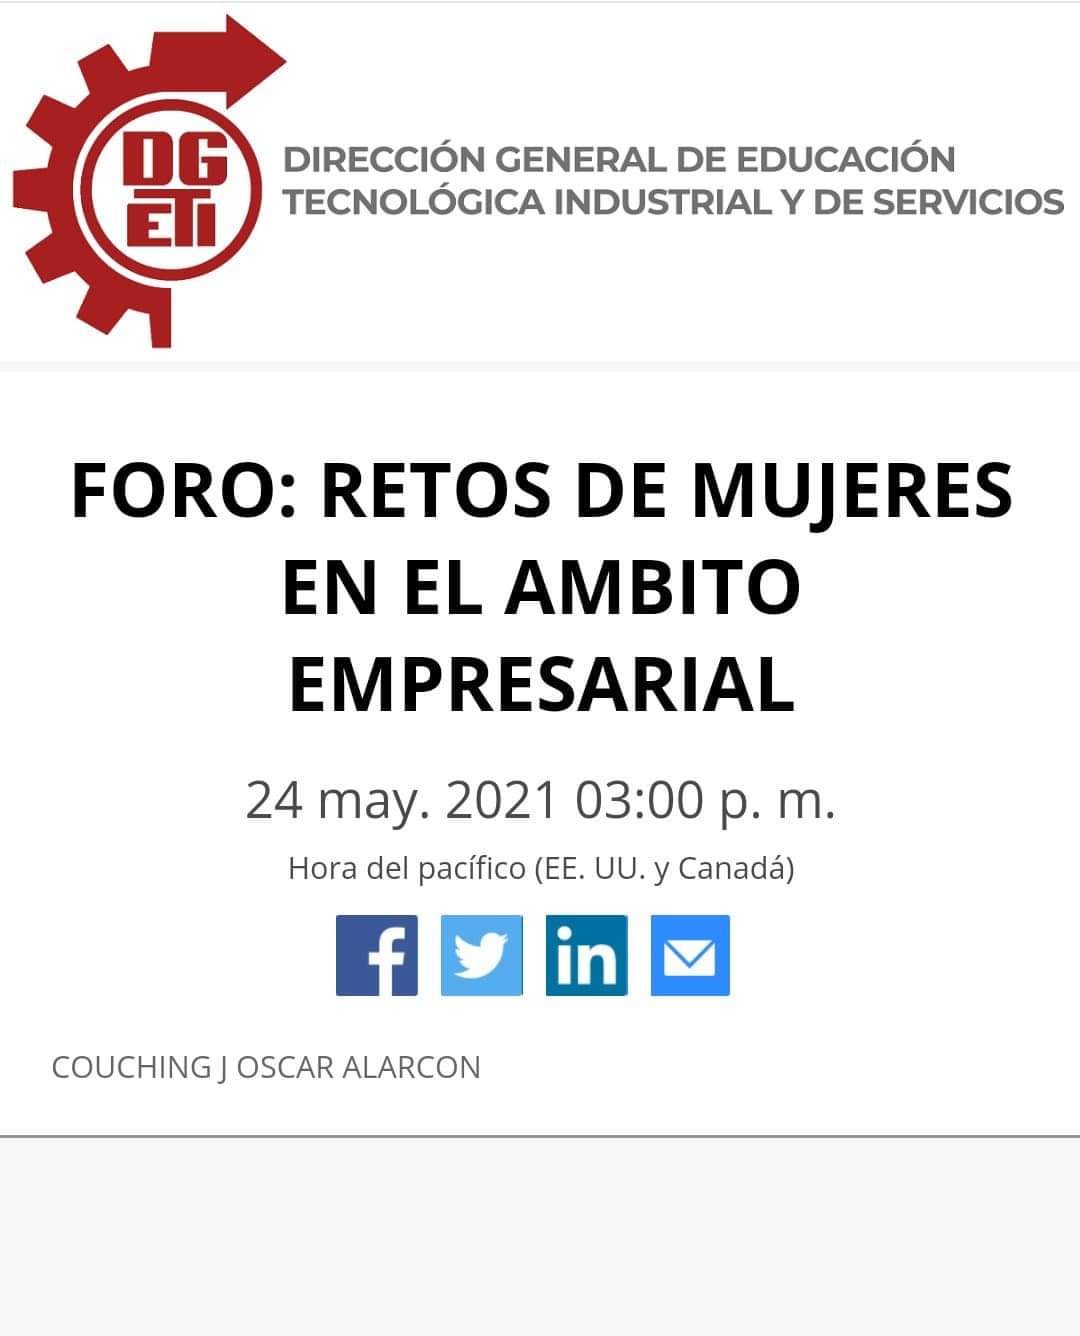 DG
ETI
DIRECCIÓN GENERAL DE EDUCACIÓN
TECNOLÓGICA INDUSTRIAL Y DE SERVICIOS
FORO: RETOS DE MUJERES
EN EL AMBITO
EMPRESARIAL
24 may. 2021 03:00 p. m.
Hora del pacífico (EE. UU. y Canadá)
f
in
COUCHING J OSCAR ALARCON